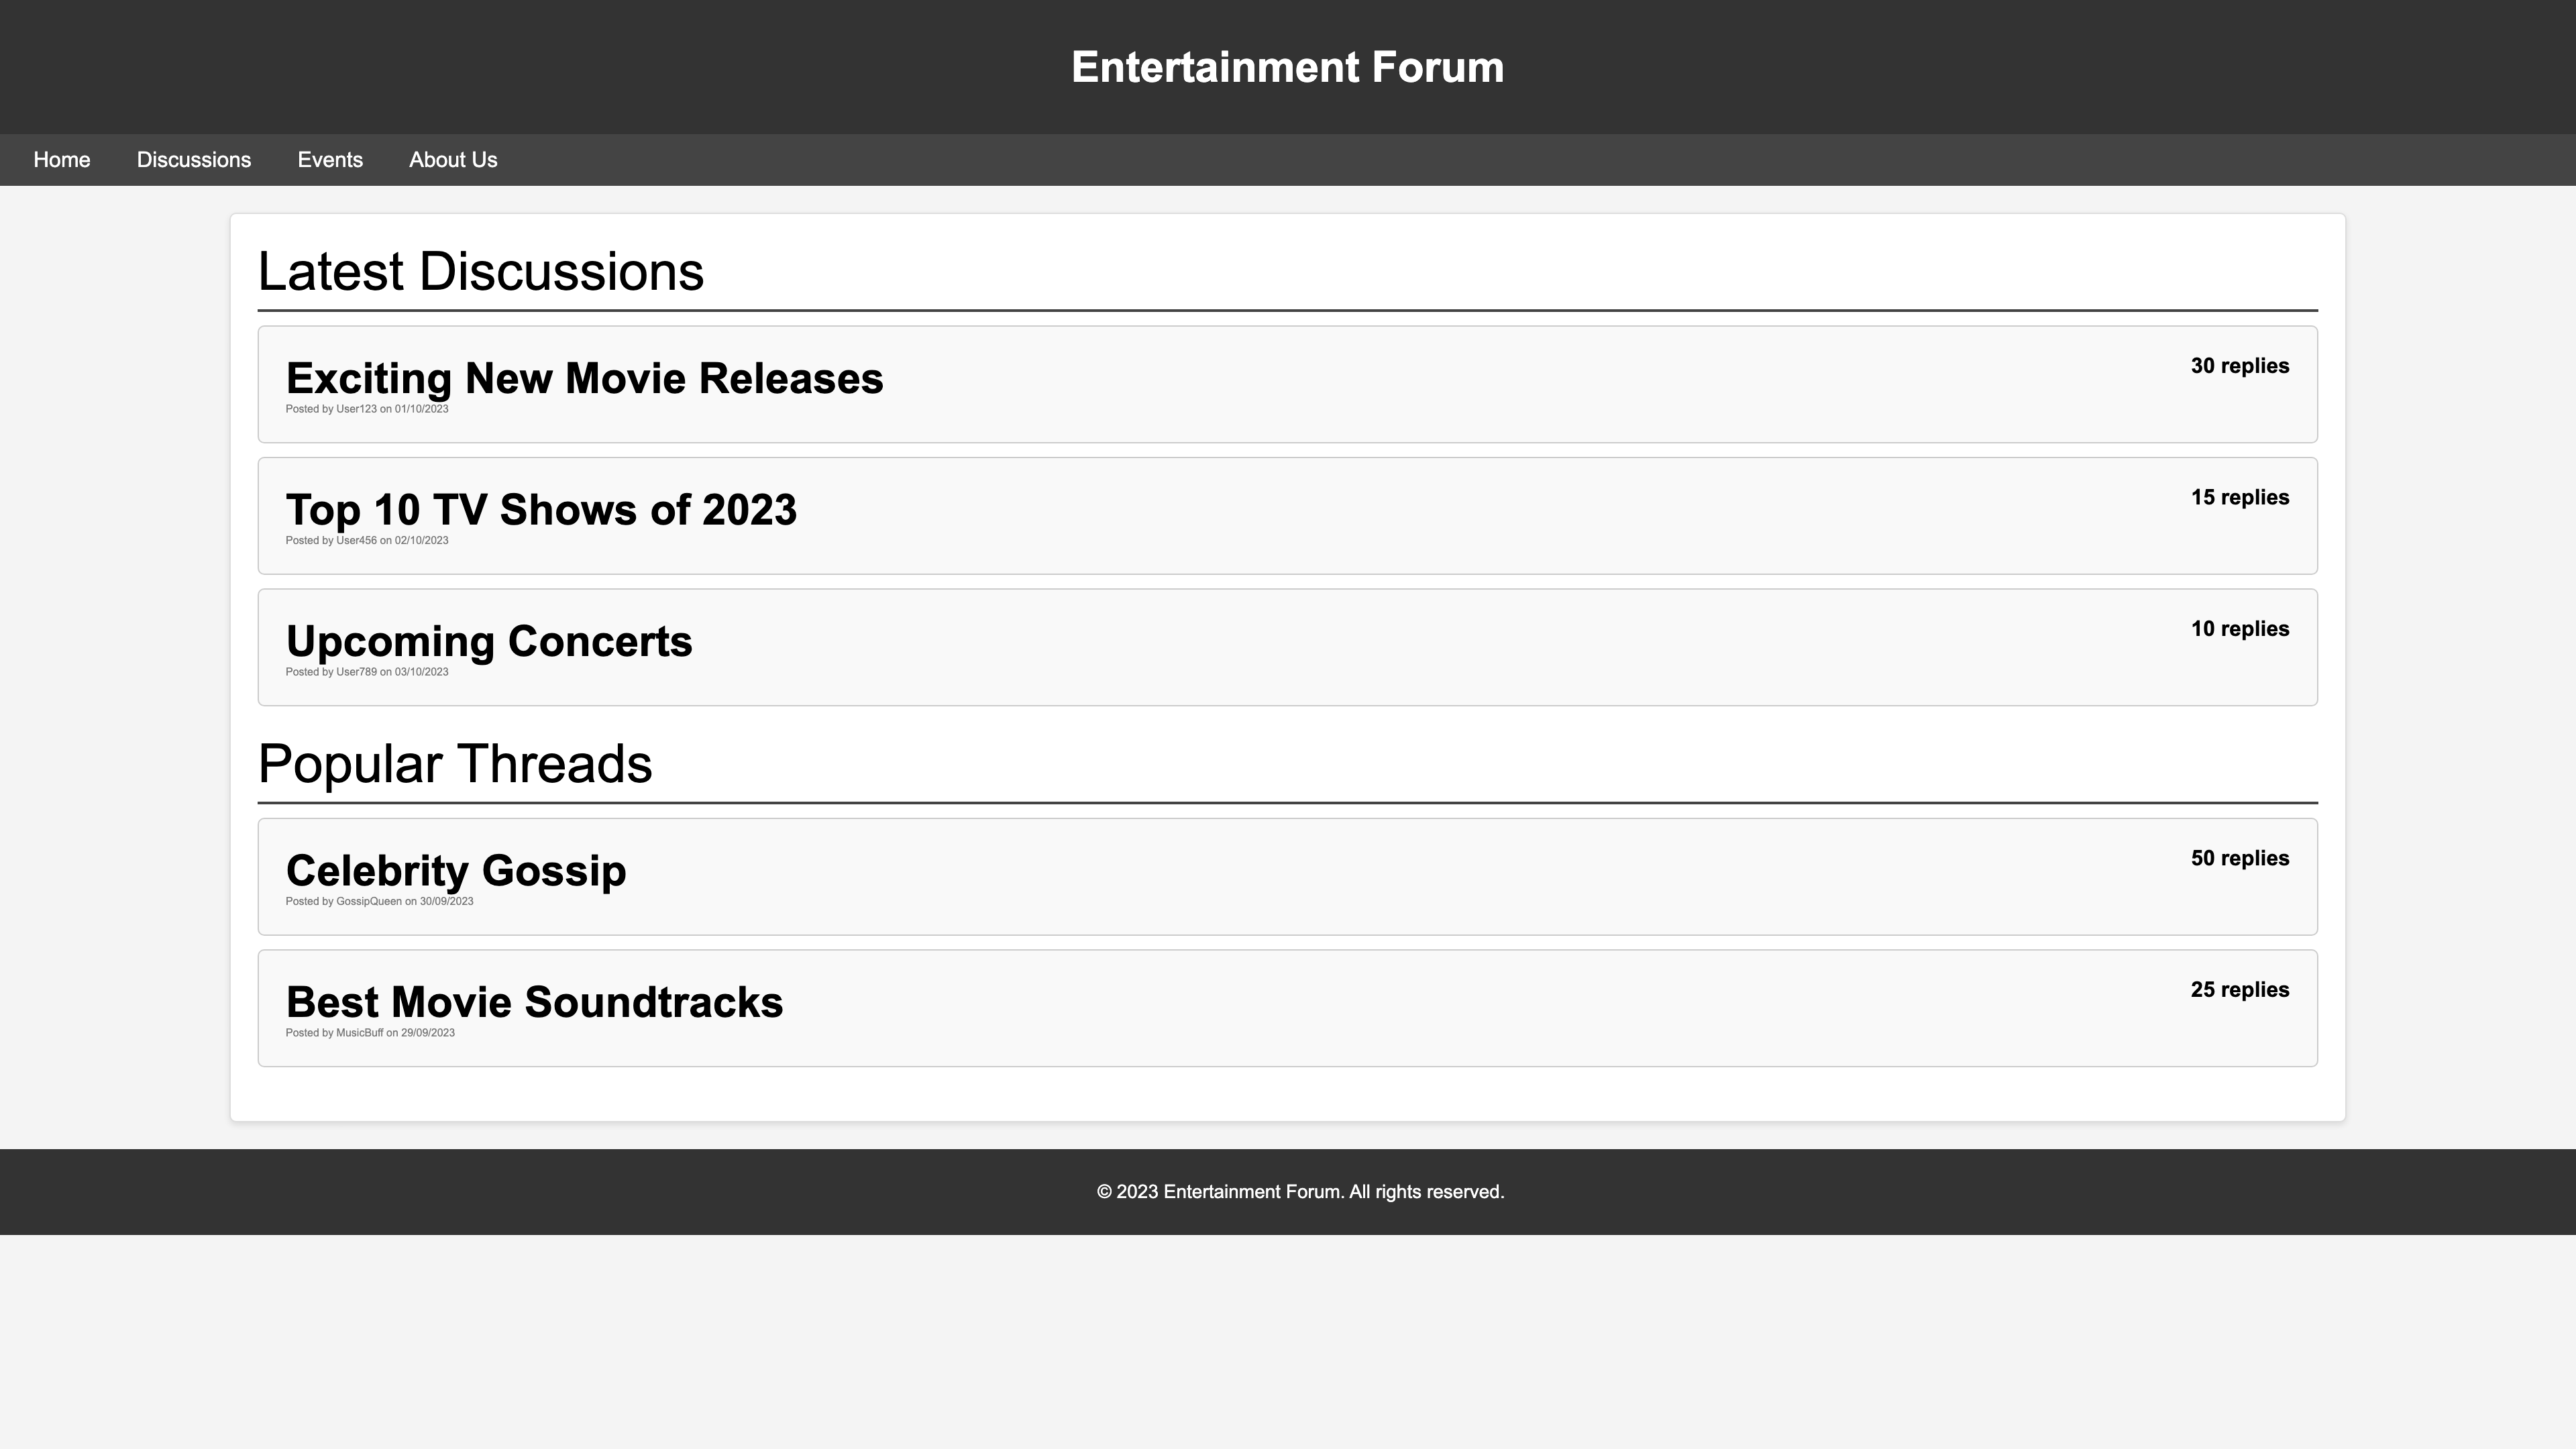 Entertainment Forum
Home Discussions Events About Us
Latest Discussions
Exciting New Movie Releases
30 replies
Posted by User123 on 01/10/2023
Top 10 TV Shows of 2023
15 replies
Posted by User456 on 02/10/2023
Upcoming Concerts
10 replies
Posted by User789 on 03/10/2023
Popular Threads
Celebrity Gossip
50 replies
Posted by GossipQueen on 30/09/2023
Best Movie Soundtracks
25 replies
Posted by MusicBuff on 29/09/2023
© 2023 Entertainment Forum. All rights reserved.